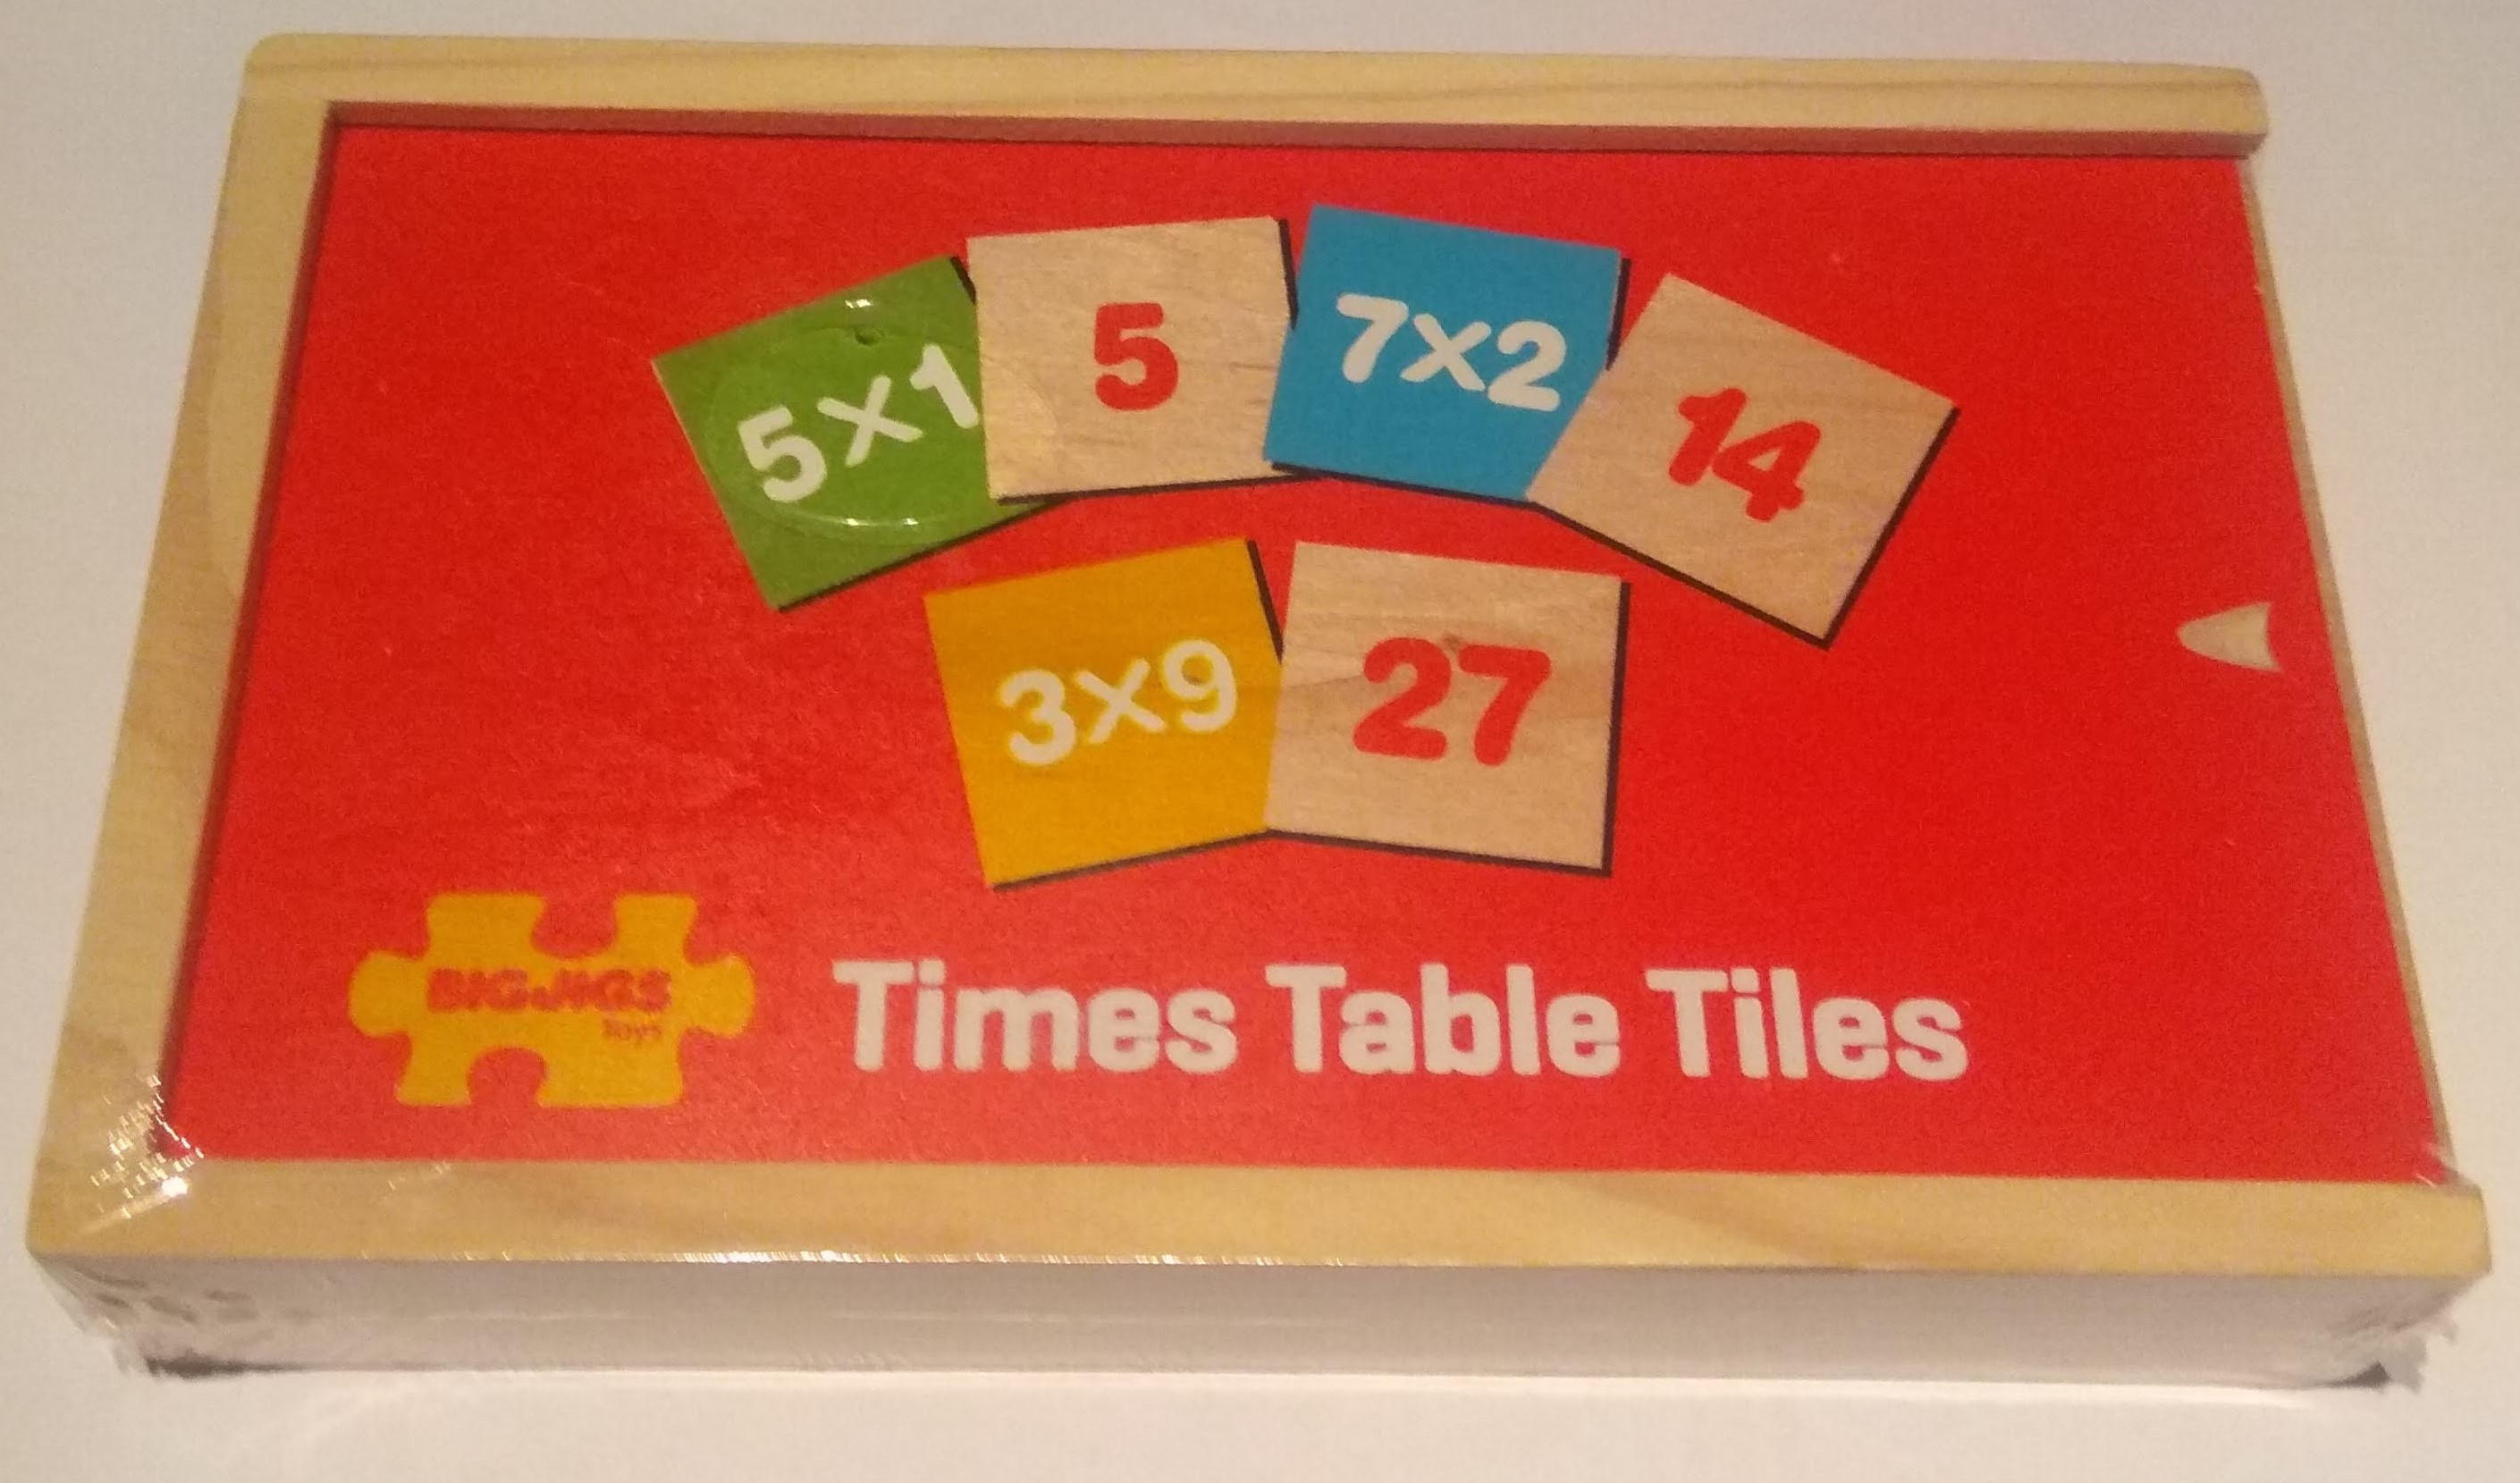 5x1
5
7x2
14
3x9
27
BIGJIGS
Toys
Times Table Tiles